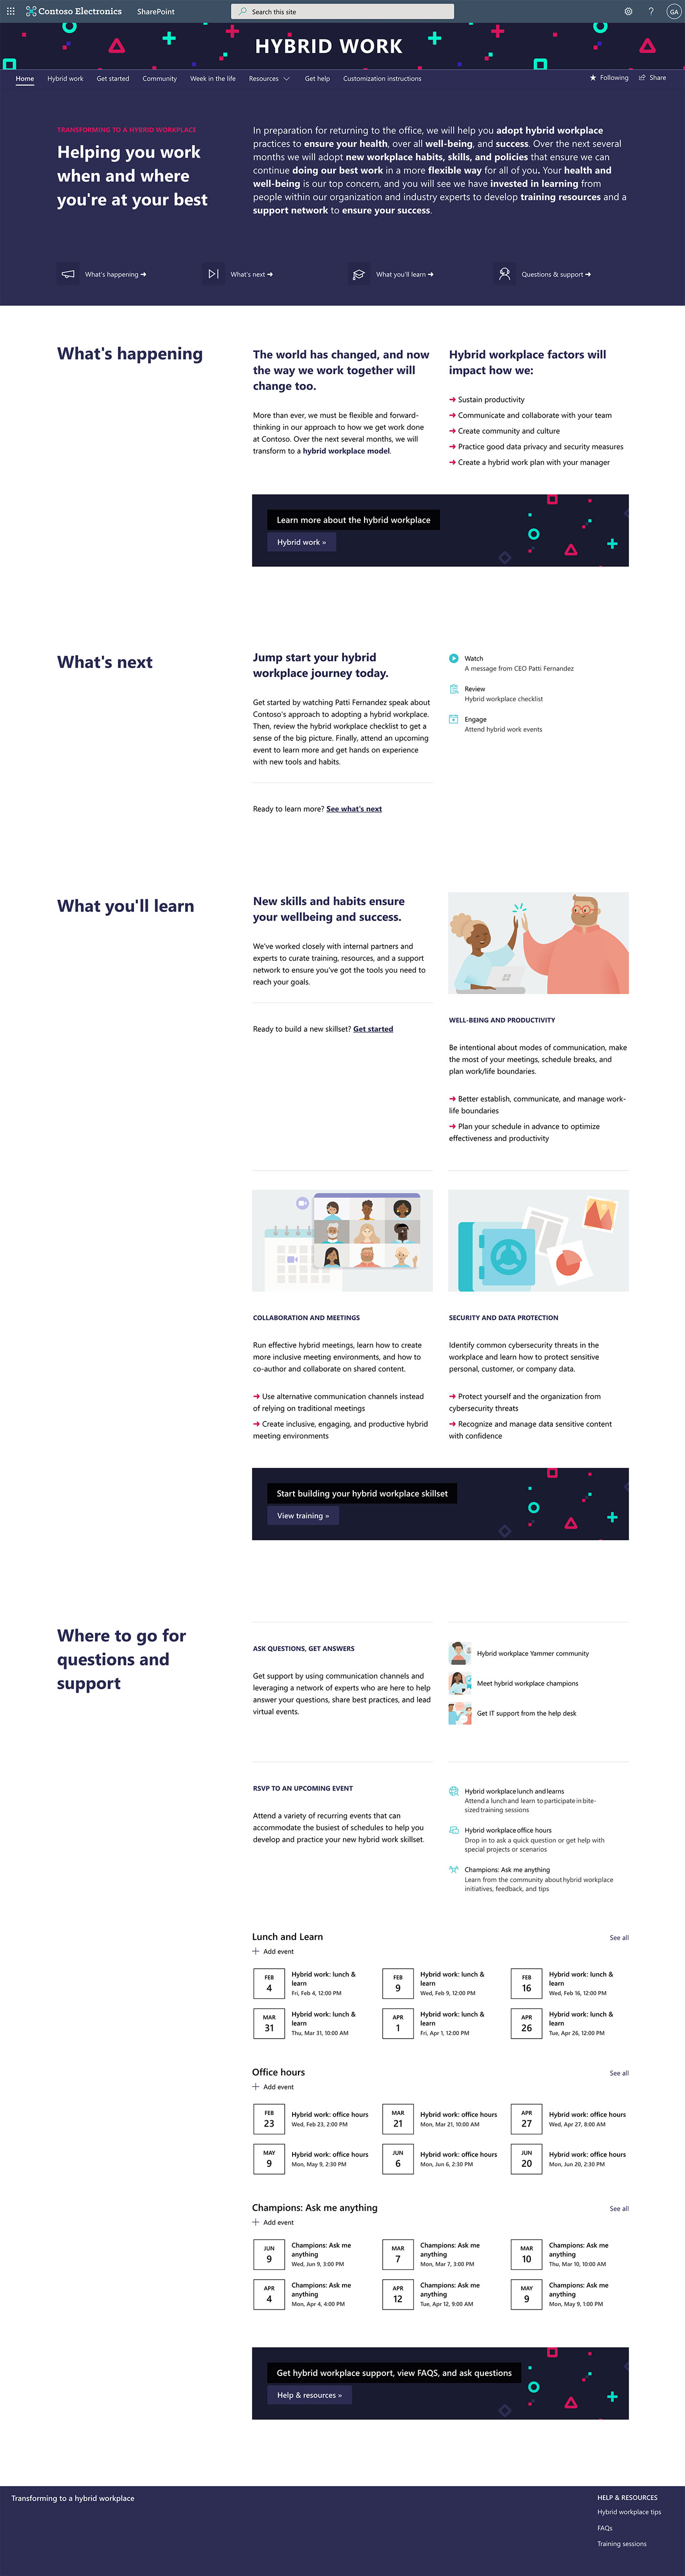 Contoso Electronics
SharePoint
Search this site
?
GA
HYBRID WORK
Home
Hybrid work
Get started
Community
Week in the life
Resources
Get help
Customization instructions
Following
Share
TRANSFORMING TO A HYBRID WORKPLACE
Helping you work
when and where
you're at your best
In preparation for returning to the office, we will help you adopt hybrid workplace
practices to ensure your health, over all well-being, and success. Over the next several
months we will adopt new workplace habits, skills, and policies that ensure we can
continue doing our best work in a more flexible way for all of you. Your health and
well-being is our top concern, and you will see we have invested in learning from
people within our organization and industry experts to develop training resources and a
support network to ensure your success.
What's happening ➜
What's next ➜
What you'll learn ➜
Questions & support ➜
What's happening
The world has changed, and now
the way we work together will
change too.
More than ever, we must be flexible and forward-
thinking in our approach to how we get work done
at Contoso. Over the next several months, we will
transform to a hybrid workplace model.
Hybrid workplace factors will
impact how we:
➜ Sustain productivity
➜ Communicate and collaborate with your team
➜ Create community and culture
➜ Practice good data privacy and security measures
➜ Create a hybrid work plan with your manager
Learn more about the hybrid workplace
Hybrid work »
What's next
Jump start your hybrid
workplace journey today.
Get started by watching Patti Fernandez speak about
Contoso's approach to adopting a hybrid workplace.
Then, review the hybrid workplace checklist to get a
sense of the big picture. Finally, attend an upcoming
event to learn more and get hands on experience
with new tools and habits.
Ready to learn more? See what's next
Watch
A message from CEO Patti Fernandez
Review
Hybrid workplace checklist
Engage
Attend hybrid work events
What you'll learn
New skills and habits ensure
your wellbeing and success.
We've worked closely with internal partners and
experts to curate training, resources, and a support
network to ensure you've got the tools you need to
reach your goals.
Ready to build a new skillset? Get started
WELL-BEING AND PRODUCTIVITY
Be intentional about modes of communication, make
the most of your meetings, schedule breaks, and
plan work/life boundaries.
➜ Better establish, communicate, and manage work-
life boundaries
➜ Plan your schedule in advance to optimize
effectiveness and productivity
COLLABORATION AND MEETINGS
Run effective hybrid meetings, learn how to create
more inclusive meeting environments, and how to
co-author and collaborate on shared content.
➜ Use alternative communication channels instead
of relying on traditional meetings
➜ Create inclusive, engaging, and productive hybrid
meeting environments
SECURITY AND DATA PROTECTION
Identify common cybersecurity threats in the
workplace and learn how to protect sensitive
personal, customer, or company data.
➜ Protect yourself and the organization from
cybersecurity threats
➜ Recognize and manage data sensitive content
with confidence
Start building your hybrid workplace skillset
View training »
Where to go for
questions and
support
ASK QUESTIONS, GET ANSWERS
Get support by using communication channels and
leveraging a network of experts who are here to help
answer your questions, share best practices, and lead
virtual events.
Hybrid workplace Yammer community
Meet hybrid workplace champions
Get IT support from the help desk
RSVP TO AN UPCOMING EVENT
Attend a variety of recurring events that can
accommodate the busiest of schedules to help you
develop and practice your new hybrid work skillset.
Hybrid workplace lunch and learns
Attend a lunch and learn to participate in bite-
sized training sessions
Hybrid workplace office hours
Drop in to ask a quick question or get help with
special projects or scenarios
Champions: Ask me anything
Learn from the community about hybrid workplace
initiatives, feedback, and tips
Lunch and Learn
See all
+ Add event
FEB
4
Hybrid work: lunch &
learn
Fri, Feb 4, 12:00 PM
FEB
9
Hybrid work: lunch &
learn
Wed, Feb 9, 12:00 PM
FEB
16
Hybrid work: lunch &
learn
Wed, Feb 16, 12:00 PM
MAR
31
Hybrid work: lunch &
learn
Thu, Mar 31, 10:00 AM
APR
1
Hybrid work: lunch &
learn
Fri, Apr 1, 12:00 PM
APR
26
Hybrid work: lunch &
learn
Tue, Apr 26, 12:00 PM
Office hours
See all
+ Add event
FEB
23
Hybrid work: office hours
Wed, Feb 23, 2:00 PM
MAR
21
Hybrid work: office hours
Mon, Mar 21, 10:00 AM
APR
27
Hybrid work: office hours
Wed, Apr 27, 8:00 AM
MAY
9
Hybrid work: office hours
Mon, May 9, 2:30 PM
JUN
6
Hybrid work: office hours
Mon, Jun 6, 2:30 PM
JUN
20
Hybrid work: office hours
Mon, Jun 20, 2:30 PM
Champions: Ask me anything
See all
+ Add event
JUN
9
Champions: Ask me
anything
Wed, Jun 9, 3:00 PM
MAR
7
Champions: Ask me
anything
Mon, Mar 7, 3:00 PM
MAR
10
Champions: Ask me
anything
Thu, Mar 10, 10:00 AM
APR
4
Champions: Ask me
anything
Mon, Apr 4, 4:00 PM
APR
12
Champions: Ask me
anything
Tue, Apr 12, 9:00 AM
MAY
9
Champions: Ask me
anything
Mon, May 9, 1:00 PM
Get hybrid workplace support, view FAQS, and ask questions
Help & resources »
Transforming to a hybrid workplace
HELP & RESOURCES
Hybrid workplace tips
FAQs
Training sessions